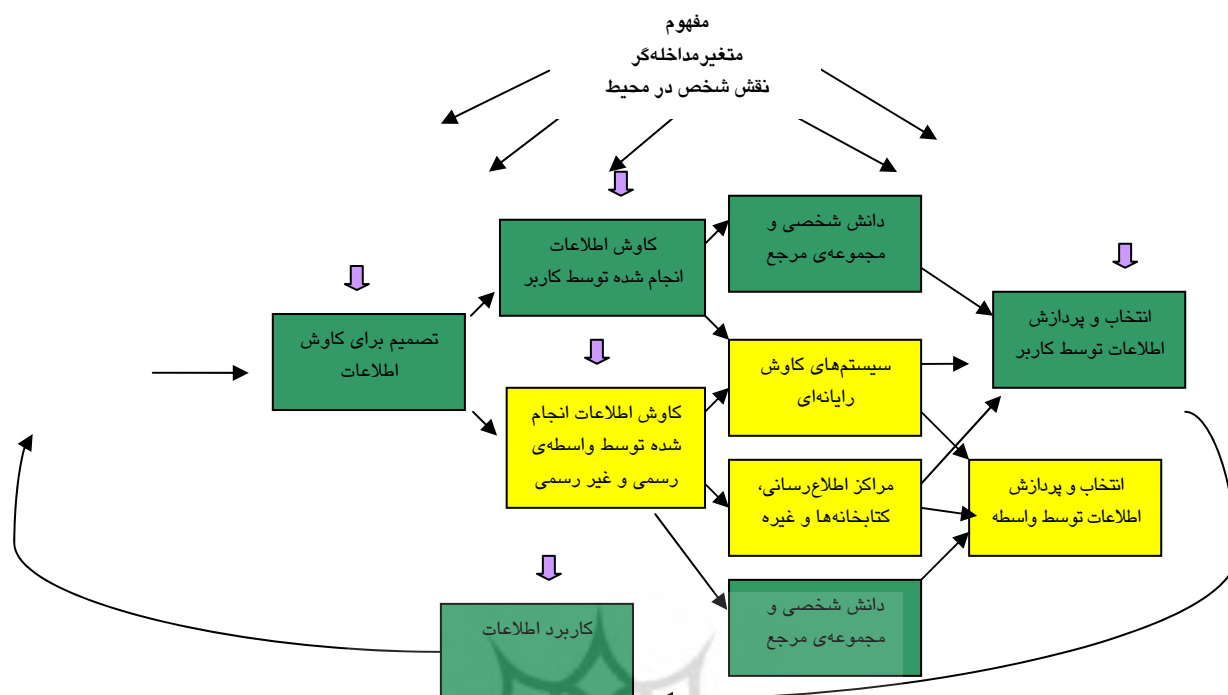 مفهوم
متغیرمداخله‌گر
نقش شخص در محیط
دانش شخصی و
مجموعه‌ی مرجع
کاوش اطلاعات
انجام شده توسط کاربر
انتخاب و پردازش
اطلاعات توسط کاربر
تصمیم برای کاوش
اطلاعات
سیستم‌های کاوش
رایانه‌ای
کاوش اطلاعات انجام
شده توسط واسطه‌ی
رسمی و غیر رسمی
مراکز اطلاع‌رسانی،
کتابخانه‌ها و غیره
انتخاب و پردازش
اطلاعات توسط واسطه
دانش شخصی و
مجموعه‌ی مرجع
کاربرد اطلاعات